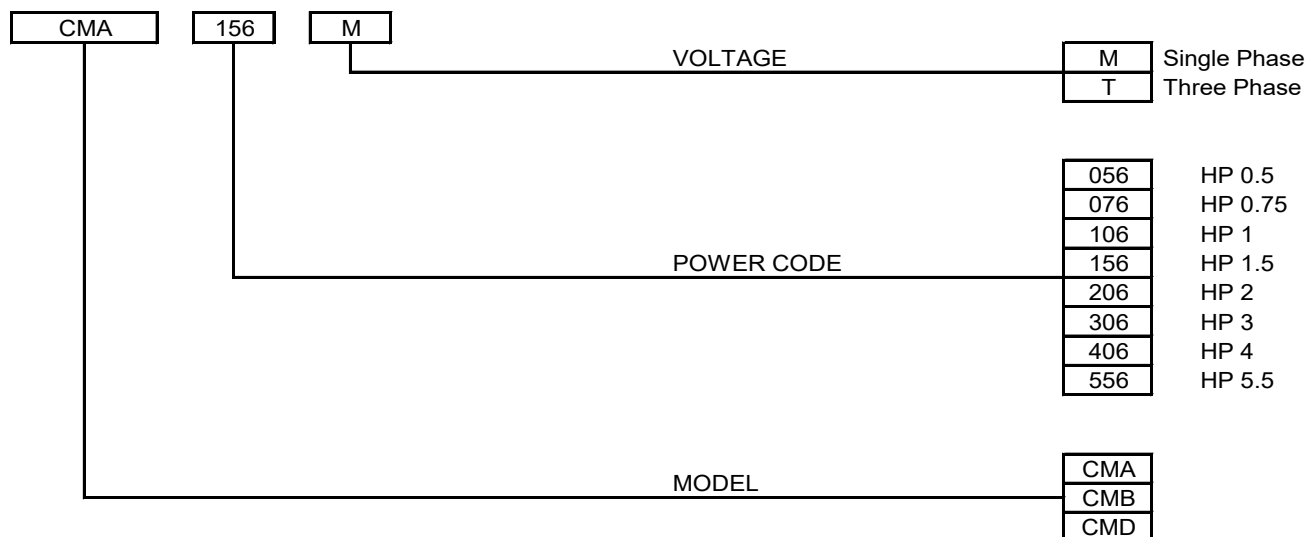 CMA 156 M
VOLTAGE M Single Phase
T Three Phase
056 HP 0.5
076 HP 0.75
106 HP 1
POWER CODE 156 HP 1.5
206 HP 2
306 HP 3
406 HP 4
556 HP 5.5
CMA
MODEL CMB
CMD